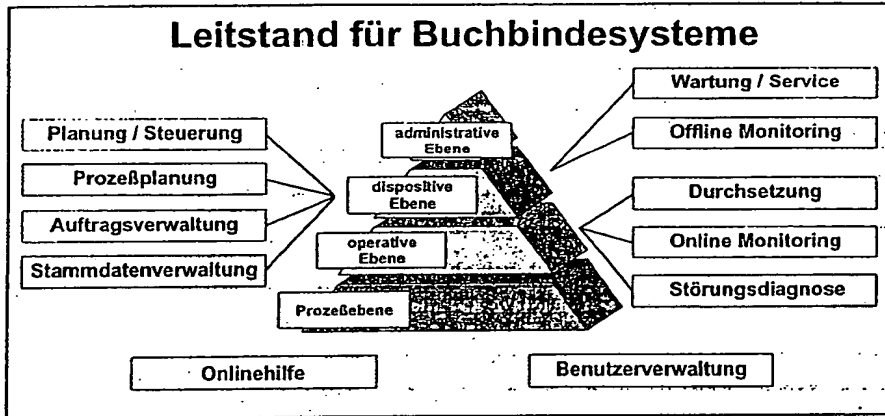 Leitstand für Buchbindesysteme
Planung / Steuerung
Prozeßplanung
Auftragsverwaltung
Stammdatenverwaltung
administrative
Ebene
dispositive
Ebene
operative
Ebene
Prozeßebene
Wartung / Service
Offline Monitoring
Durchsetzung
Online Monitoring
Störungsdiagnose
Onlinehilfe
Benutzerverwaltung